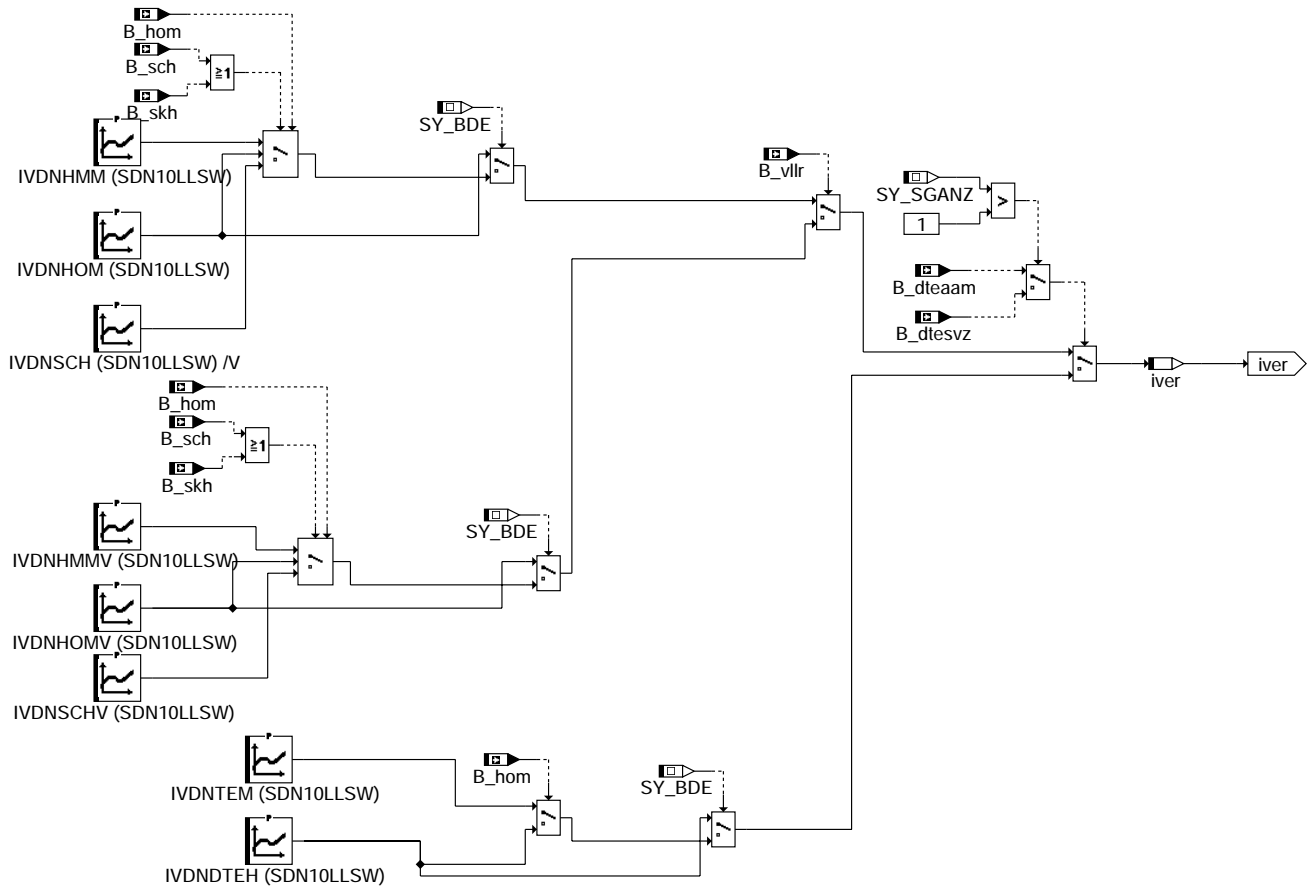 B_hom
B_sch
≥1
B_skh
P
IVDNHMM (SDN10LLSW)
SY_BDE
B_vllr
SY_SGANZ
>
1
P
IVDNHOM (SDN10LLSW)
B_dteaam
P
B_dtesvz
IVDNSCH (SDN10LLSW) /V
iver
iver
B_hom
B_sch
≥1
B_skh
P
IVDNHMMV (SDN10LLSW)
SY_BDE
P
IVDNHOMV (SDN10LLSW)
P
IVDNSCHV (SDN10LLSW)
P
IVDNTEM (SDN10LLSW)
B_hom
SY_BDE
P
IVDNDTEH (SDN10LLSW)